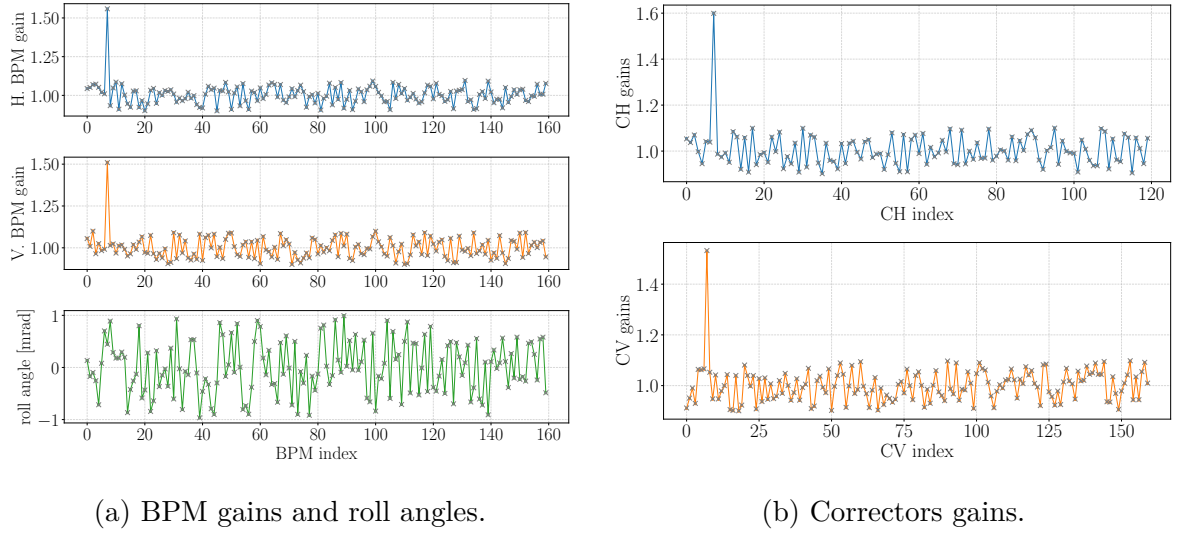 H. BPM gain
1.50
1.25
1.00
0 20 40 60 80 100 120 140 160
V. BPM gain
1.50
1.25
1.00
0 20 40 60 80 100 120 140 160
roll angle [mrad]
1
0
−1
0 20 40 60 80 100 120 140 160
BPM index
(a) BPM gains and roll angles.
CH gains
1.6
1.4
1.2
1.0
0 20 40 60 80 100 120
CH index
CV gains
1.4
1.2
1.0
0 25 50 75 100 125 150
CV index
(b) Correctors gains.